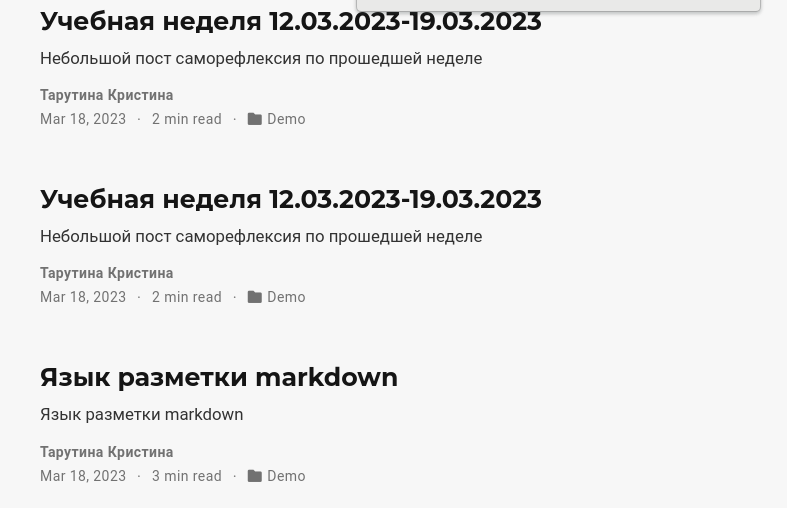 Учебная неделя 12.03.2023-19.03.2023
Небольшой пост саморефлексия по прошедшей неделе
Тарутина Кристина
Mar 18, 2023 · 2 min read · Demo
Учебная неделя 12.03.2023-19.03.2023
Небольшой пост саморефлексия по прошедшей неделе
Тарутина Кристина
Mar 18, 2023 · 2 min read · Demo
Язык разметки markdown
Язык разметки markdown
Тарутина Кристина
Mar 18, 2023 · 3 min read · Demo